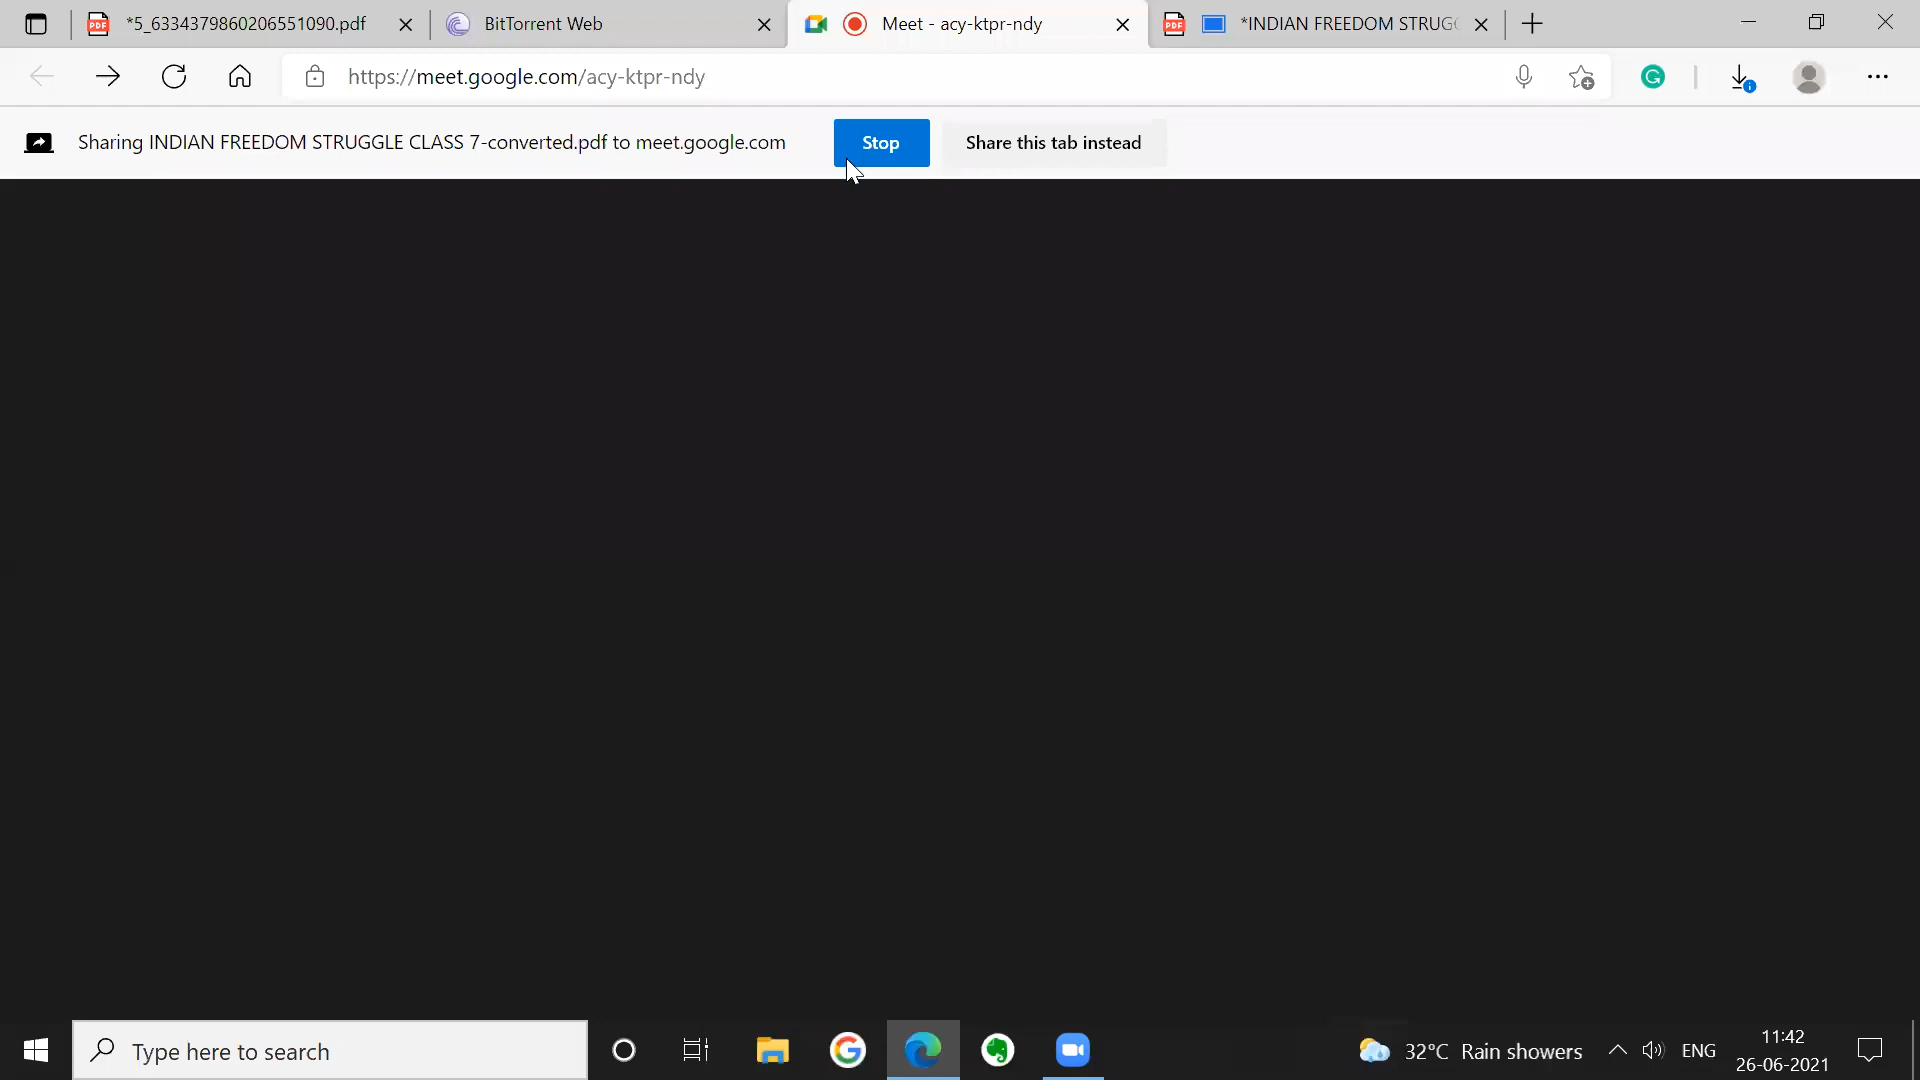 *5_6334379860206551090.pdf
BitTorrent Web
Meet - acy-ktpr-ndy
*INDIAN FREEDOM STRUGG
https://meet.google.com/acy-ktpr-ndy
Sharing INDIAN FREEDOM STRUGGLE CLASS 7-converted.pdf to meet.google.com
Stop
Share this tab instead
Type here to search
32°C Rain showers
ENG
11:42
26-06-2021